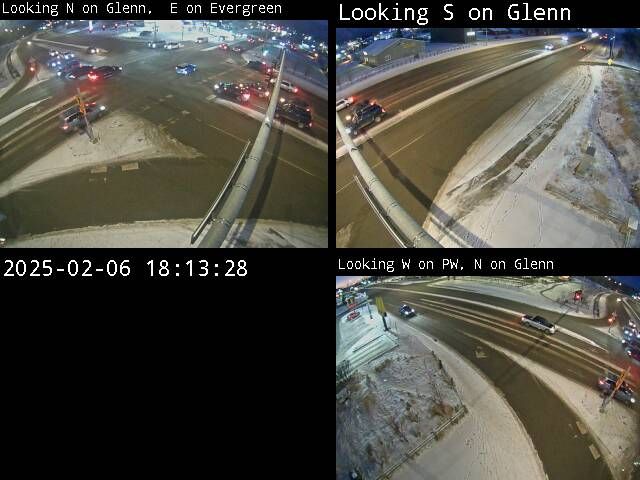 Looking N on Glenn,  E on Evergreen
Looking S on Glenn
2025-02-06 18:13:28
Looking W on PW, N on Glenn